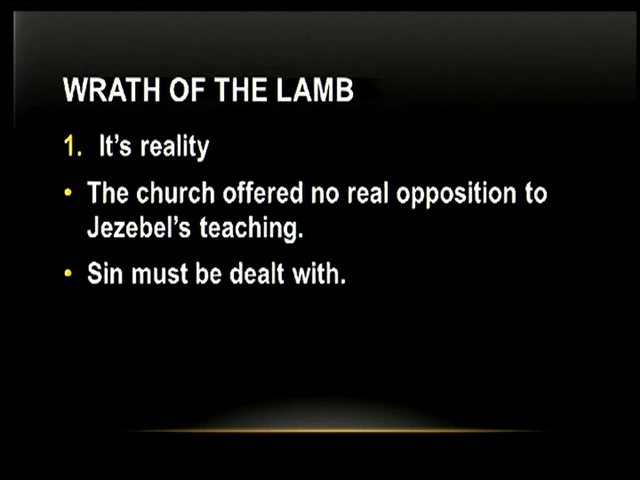 WRATH OF THE LAMB
1. It's reality
• The church offered no real opposition to
Jezebel's teaching.
• Sin must be dealt with.